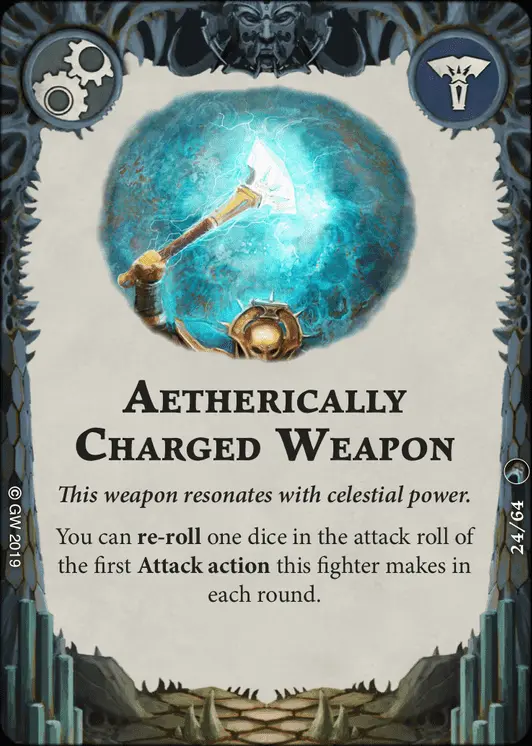 Aetherically
Charged Weapon
This weapon resonates with celestial power.
You can re-roll one dice in the attack roll of
the first Attack action this fighter makes in
each round.
© GW 2019
24/64